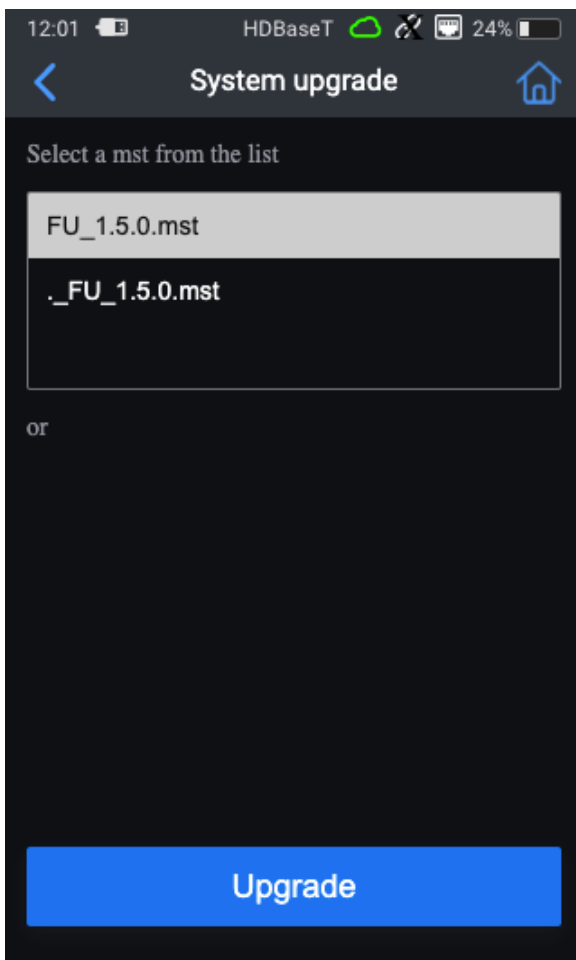 12:01 HDBaseT 24%
System upgrade
Select a mst from the list
FU_1.5.0.mst
._FU_1.5.0.mst
or
Upgrade